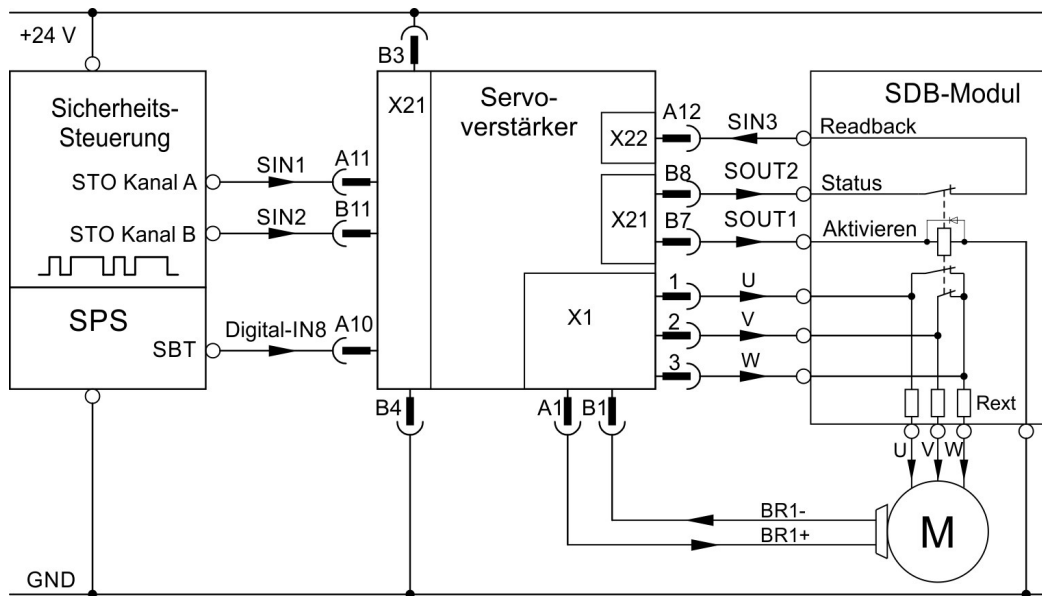 +24 V
Sicherheits-
Steuerung
STO Kanal A
STO Kanal B
SPS
SBT
SIN1
SIN2
Digital-IN8
A11
B11
A10
B3
X21
B4
Servo-
verstärker
X22
X21
X1
A12
B8
B7
1
2
3
A1
B1
SIN3
SOUT2
SOUT1
U
V
W
SDB-Modul
Readback
Status
Aktivieren
Rext
U
V
W
BR1-
BR1+
M
GND